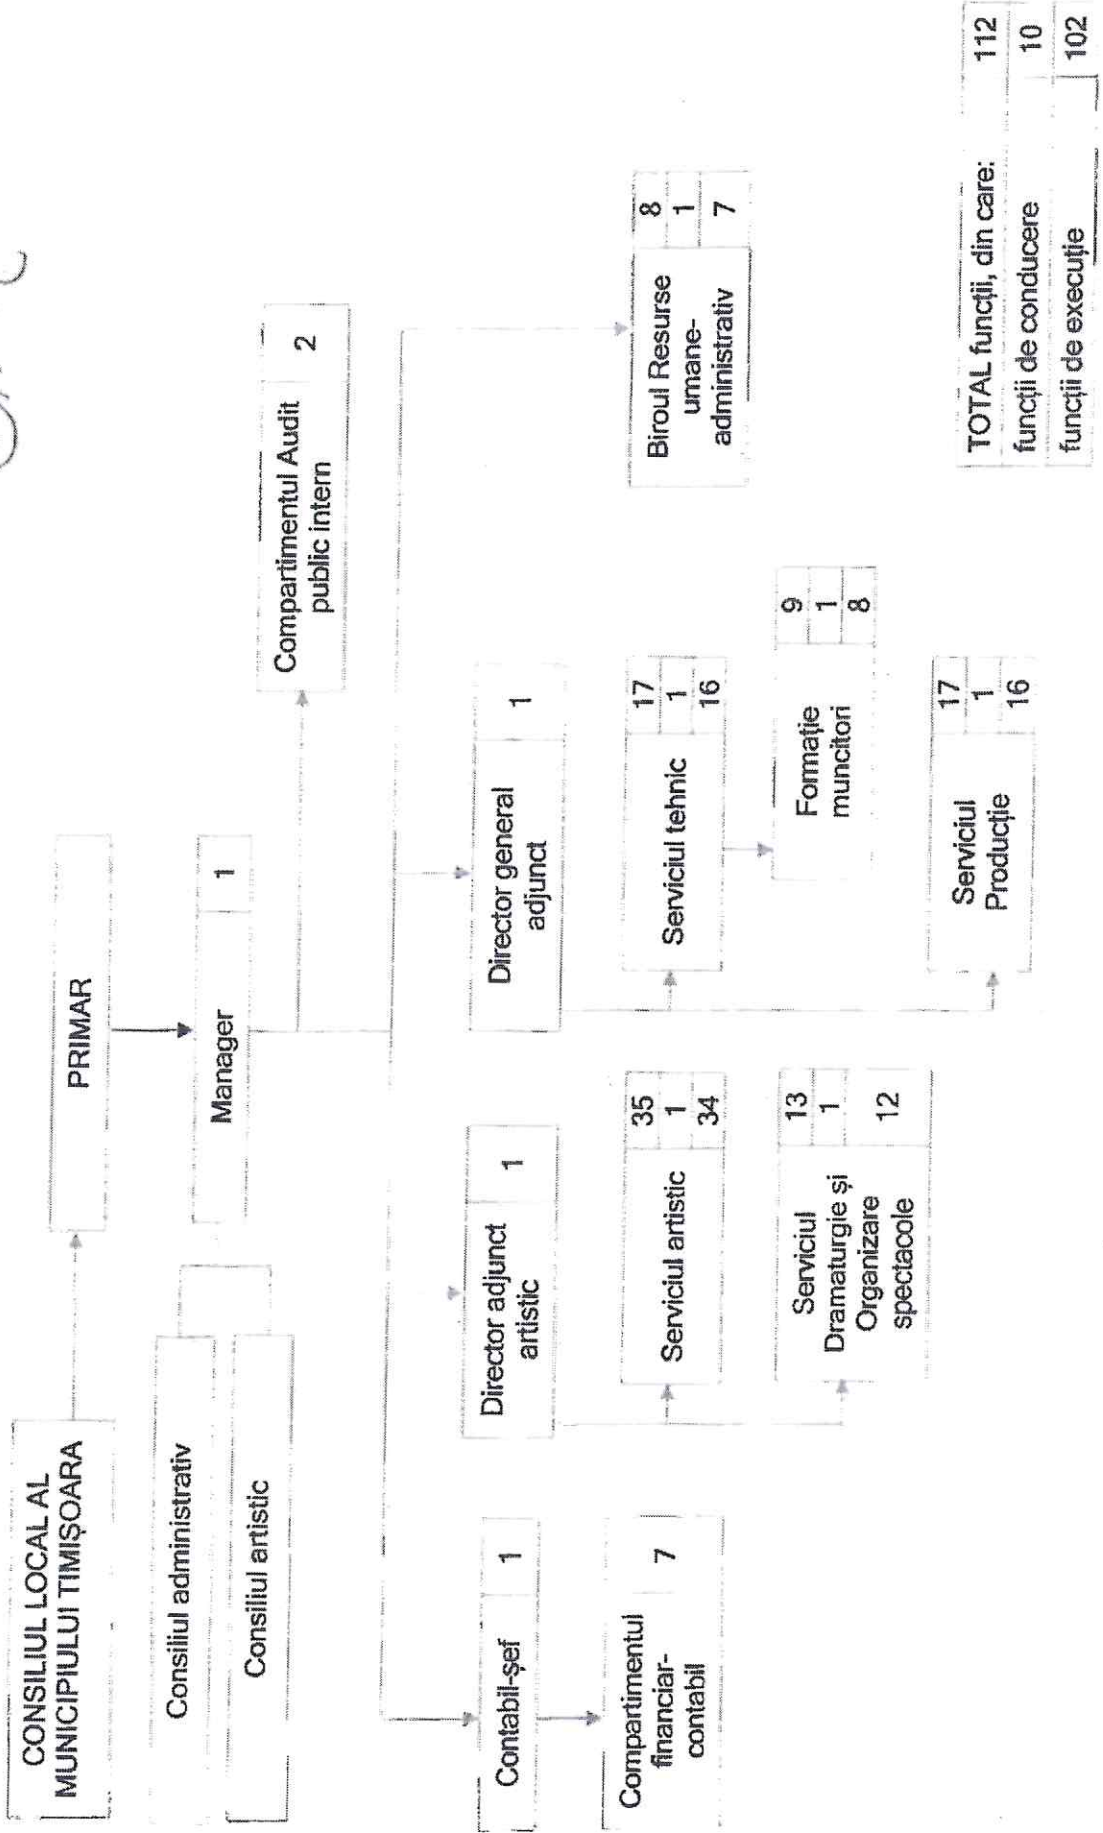 CONSILIUL LOCAL AL
MUNICIPIULUI TIMIȘOARA
PRIMAR
Consiliul administrativ
Consiliul artistic
Manager 1
Compartimentul Audit
public intern
2
Contabil-șef 1
Director adjunct
artistic
1
Director general
adjunct
1
Compartimentul
financiar-
contabil
7
Serviciul artistic
35
1
34
Serviciul tehnic
17
1
16
Biroul Resurse
umane-
administrativ
8
1
7
Serviciul
Dramaturgie și
Organizare
spectacole
13
1
12
Formație
muncitori
9
1
8
Serviciul
Producție
17
1
16
TOTAL funcții, din care: 112
funcții de conducere 10
funcții de execuție 102